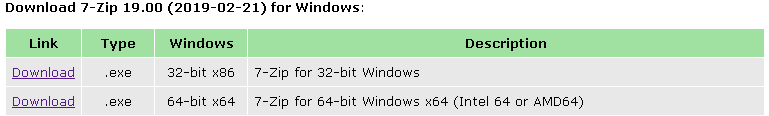 Download 7-Zip 19.00 (2019-02-21) for Windows:
Link Type Windows Description
Download .exe 32-bit x86 7-Zip for 32-bit Windows
Download .exe 64-bit x64 7-Zip for 64-bit Windows x64 (Intel 64 or AMD64)